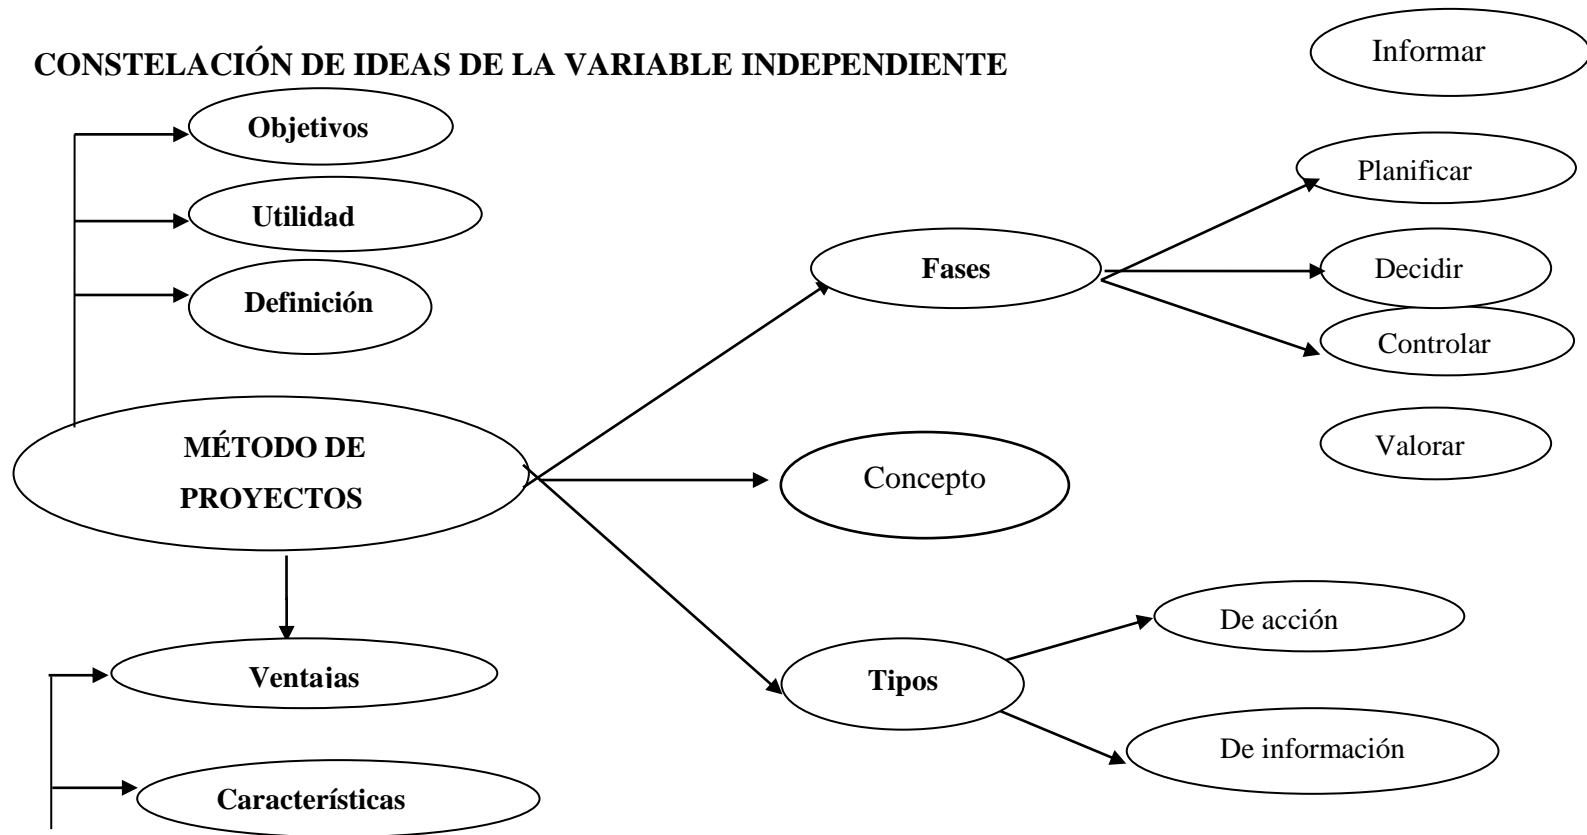 CONSTELACIÓN DE IDEAS DE LA VARIABLE INDEPENDIENTE
Informar
Objetivos
Planificar
Utilidad
Fases
Decidir
Definición
Controlar
MÉTODO DE
PROYECTOS
Concepto
Valorar
De acción
Ventajas
Tipos
De información
Características